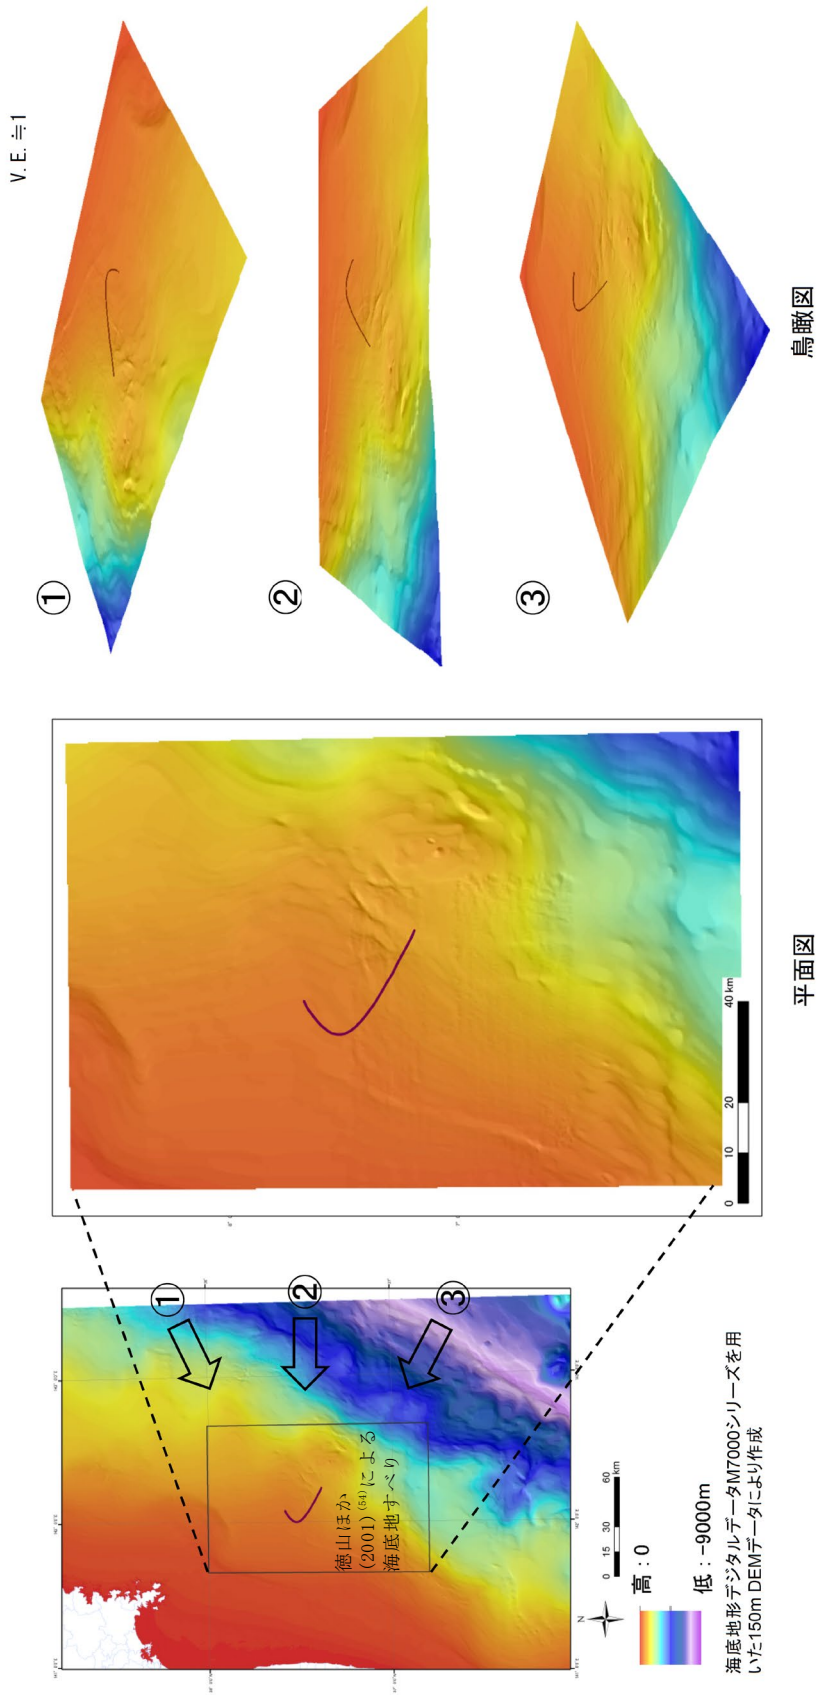 ①
②
③
徳山ほか
(2001)⁽⁵⁴⁾による
海底地すべり
N
0 15 30 60
km
高 : 0
低 : -9000m
海底地形デジタルデータM7000シリーズを用
いた150m DEMデータにより作成
0 10 20 40 km
平面図
V. E. ≒1
①
②
③
鳥瞰図